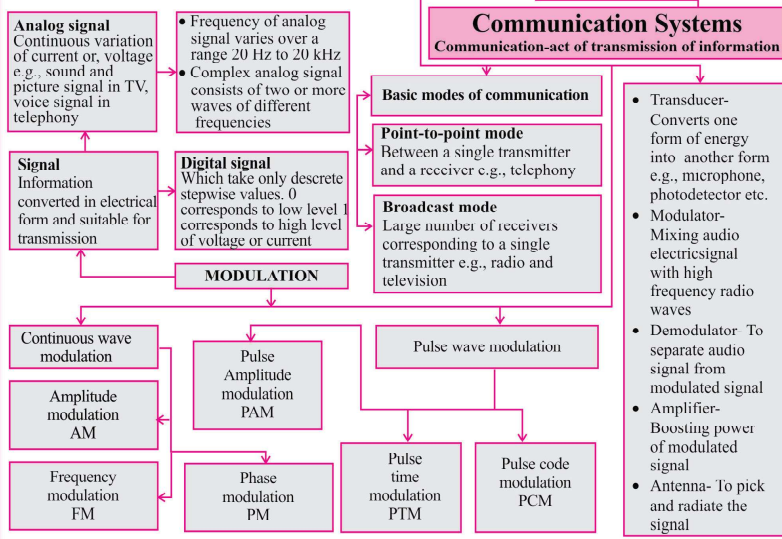 Communication Systems
Communication-act of transmission of information
Analog signal
Continuous variation
of current or, voltage
e.g., sound and
picture signal in TV,
voice signal in
telephony
• Frequency of analog
signal varies over a
range 20 Hz to 20 kHz
• Complex analog signal
consists of two or more
waves of different
frequencies
Signal
Information
converted in electrical
form and suitable for
transmission
Digital signal
Which take only descrete
stepwise values. 0
corresponds to low level 1
corresponds to high level
of voltage or current
Basic modes of communication
Point-to-point mode
Between a single transmitter
and a receiver e.g., telephony
Broadcast mode
Large number of receivers
corresponding to a single
transmitter e.g., radio and
television
• Transducer-
Converts one
form of energy
into another form
e.g., microphone,
photodetector etc.
• Modulator-
Mixing audio
electricsignal
with high
frequency radio
waves
• Demodulator- To
separate audio
signal from
modulated signal
• Amplifier-
Boosting power
of modulated
signal
• Antenna- To pick
and radiate the
signal
MODULATION
Continuous wave
modulation
Amplitude
modulation
AM
Frequency
modulation
FM
Phase
modulation
PM
Pulse
Amplitude
modulation
PAM
Pulse wave modulation
Pulse
time
modulation
PTM
Pulse code
modulation
PCM